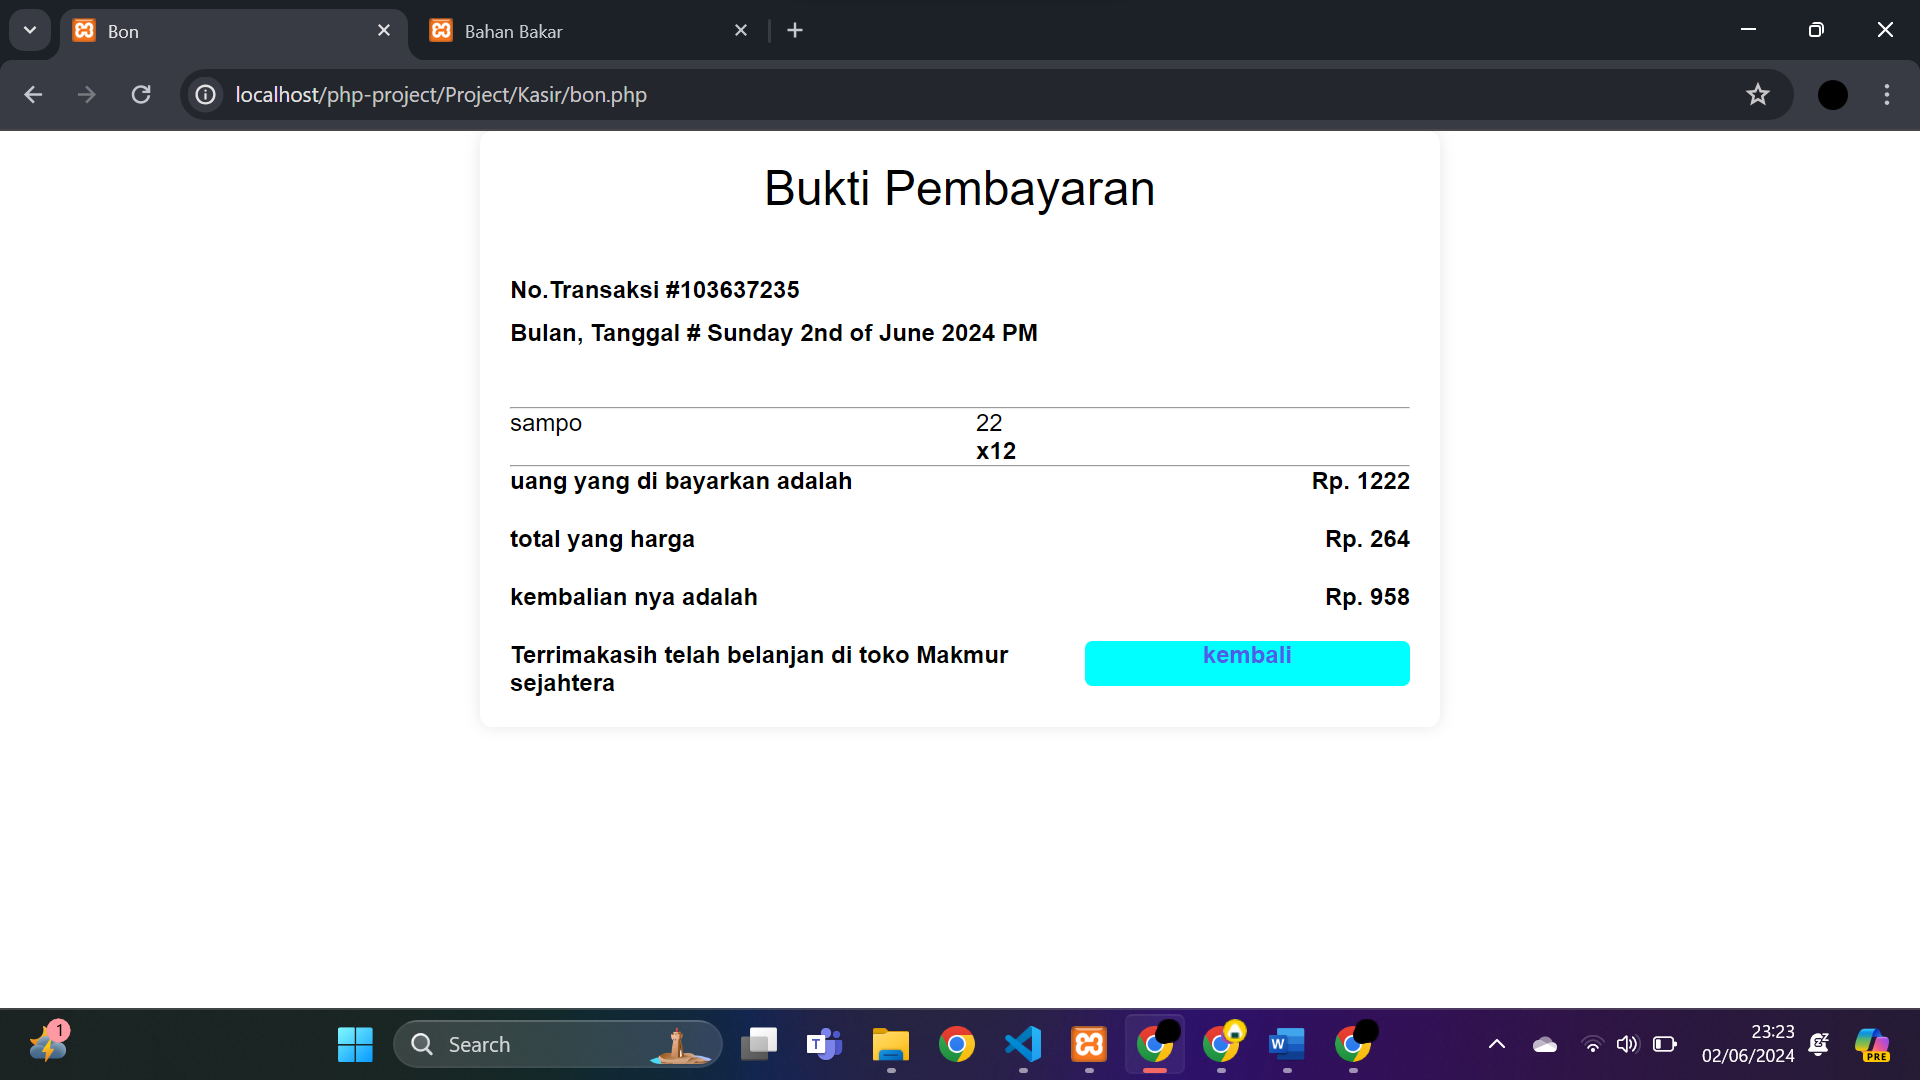 Bon
Bahan Bakar
localhost/php-project/Project/Kasir/bon.php
Bukti Pembayaran
No.Transaksi #103637235
Bulan, Tanggal # Sunday 2nd of June 2024 PM
sampo 22
x12
uang yang di bayarkan adalah Rp. 1222
total yang harga Rp. 264
kembalian nya adalah Rp. 958
Terrimakasih telah belanjan di toko Makmur
sejahtera
kembali
1
Search
23:23
02/06/2024
PRE